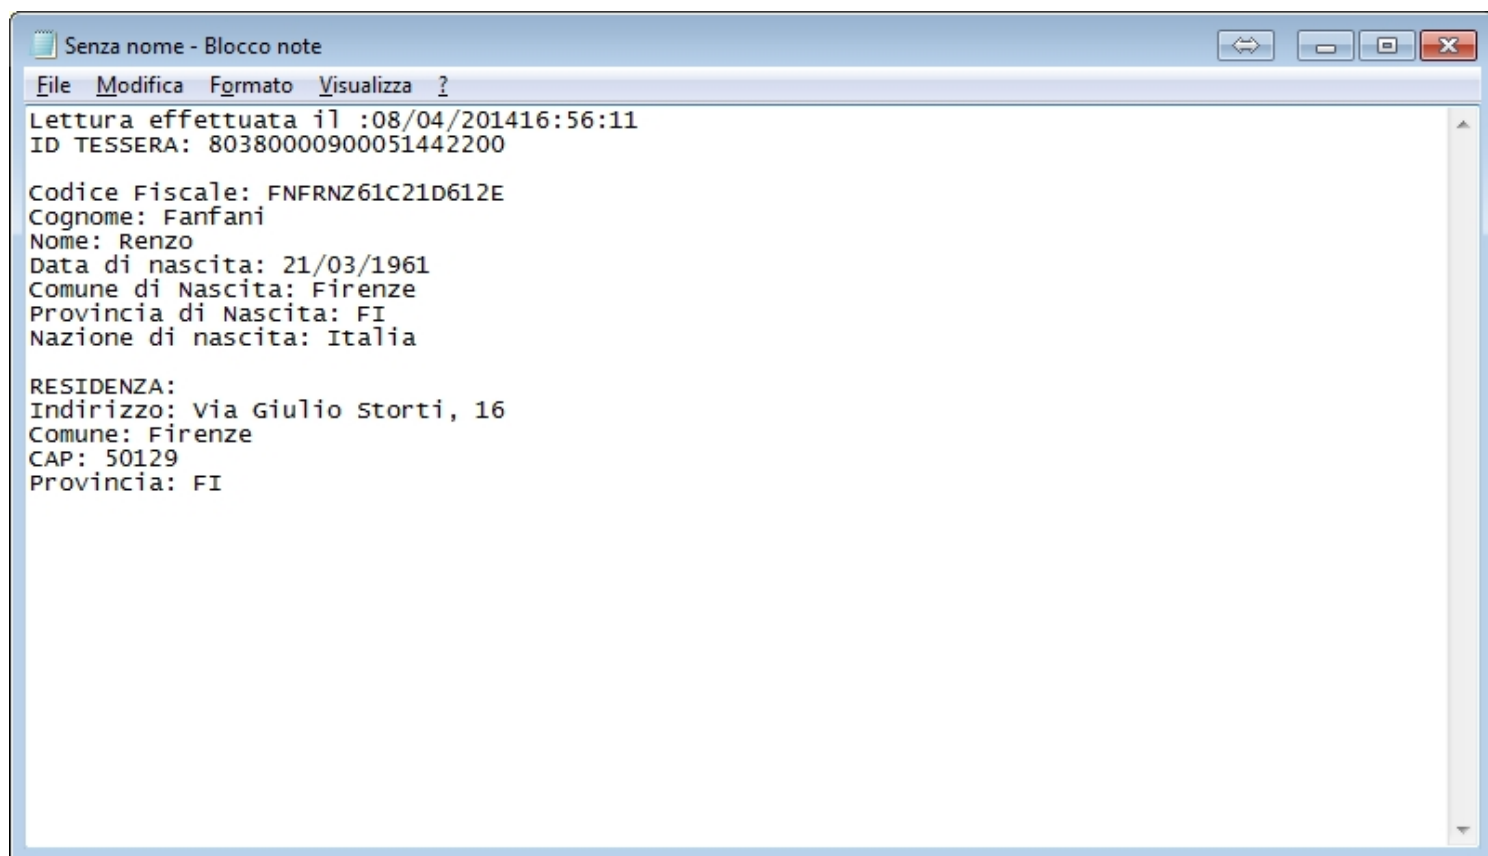 Senza nome - Blocco note
File Modifica Formato Visualizza ?
Lettura effettuata il :08/04/201416:56:11
ID TESSERA: 80380000900051442200
Codice Fiscale: FNFRNZ61C21D612E
Cognome: Fanfani
Nome: Renzo
Data di nascita: 21/03/1961
Comune di Nascita: Firenze
Provincia di Nascita: FI
Nazione di nascita: Italia
RESIDENZA:
Indirizzo: Via Giulio Storti, 16
Comune: Firenze
CAP: 50129
Provincia: FI